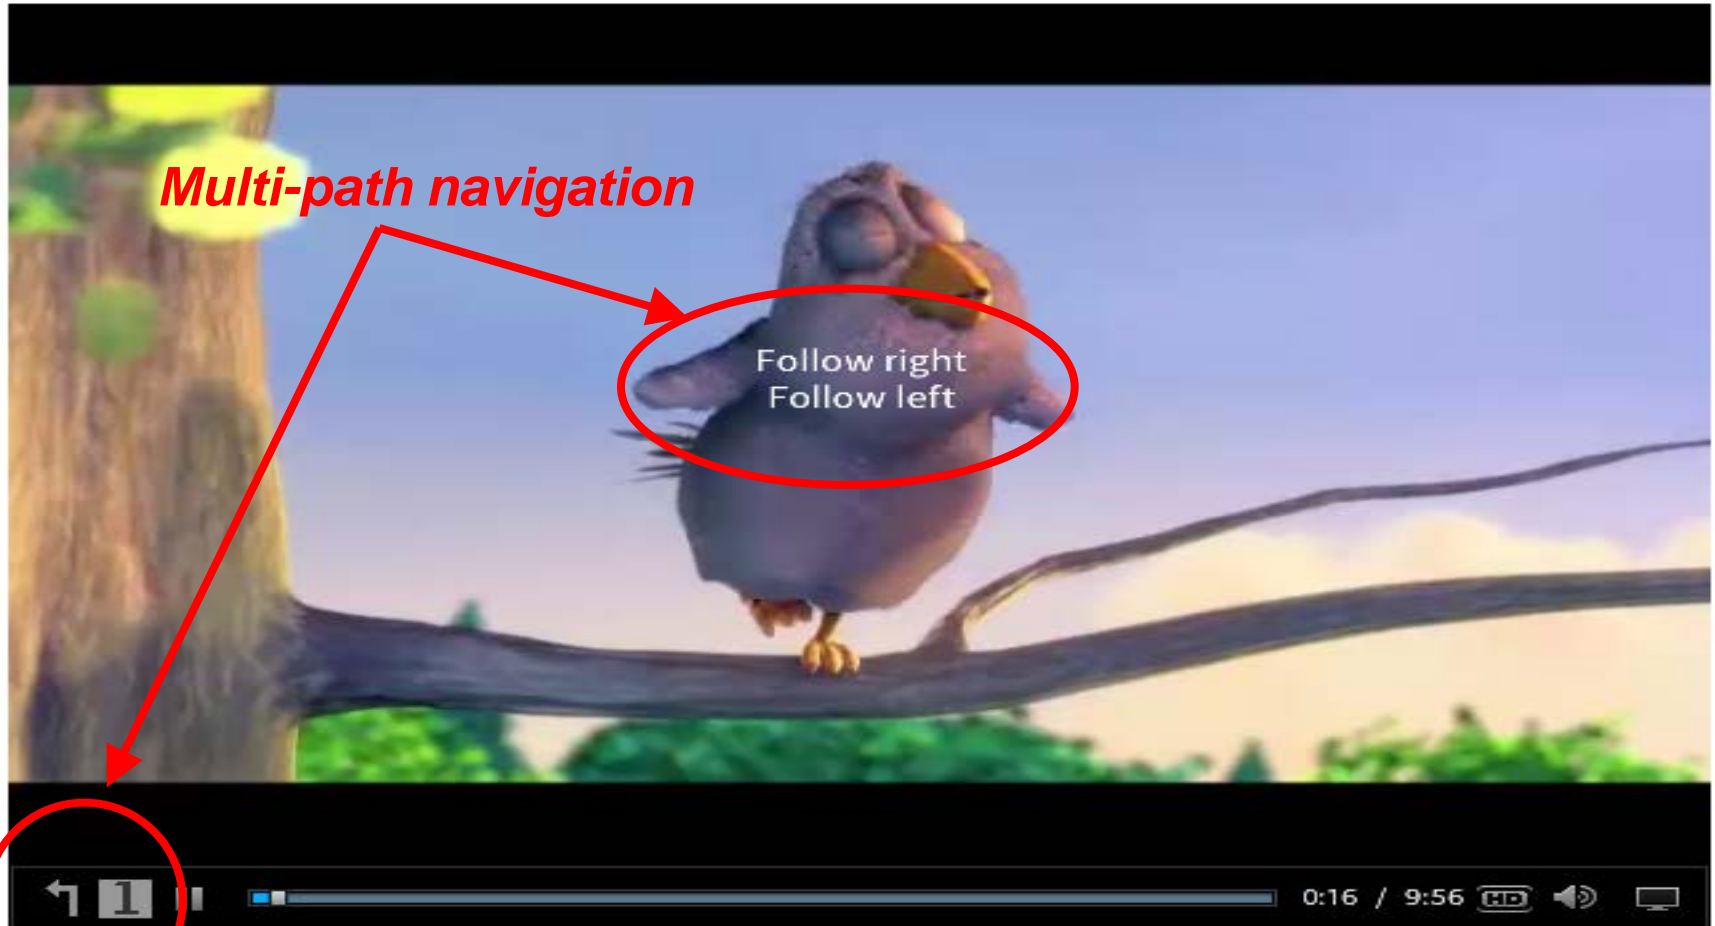 Multi-path navigation
Follow right
Follow left
1
0:16 / 9:56 HD